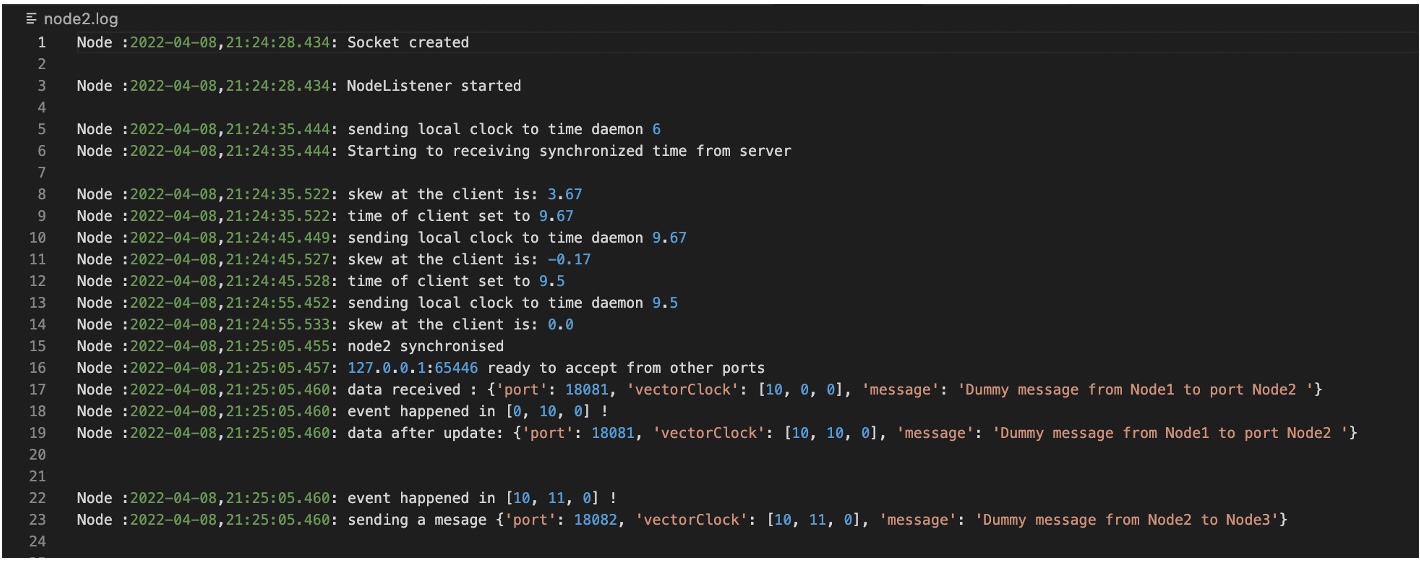 node2.log
1 Node :2022-04-08,21:24:28.434: Socket created
2
3 Node :2022-04-08,21:24:28.434: NodeListener started
4
5 Node :2022-04-08,21:24:35.444: sending local clock to time daemon 6
6 Node :2022-04-08,21:24:35.444: Starting to receiving synchronized time from server
7
8 Node :2022-04-08,21:24:35.522: skew at the client is: 3.67
9 Node :2022-04-08,21:24:35.522: time of client set to 9.67
10 Node :2022-04-08,21:24:45.449: sending local clock to time daemon 9.67
11 Node :2022-04-08,21:24:45.527: skew at the client is: -0.17
12 Node :2022-04-08,21:24:45.528: time of client set to 9.5
13 Node :2022-04-08,21:24:55.452: sending local clock to time daemon 9.5
14 Node :2022-04-08,21:24:55.533: skew at the client is: 0.0
15 Node :2022-04-08,21:25:05.455: node2 synchronised
16 Node :2022-04-08,21:25:05.457: 127.0.0.1:65446 ready to accept from other ports
17 Node :2022-04-08,21:25:05.460: data received : {'port': 18081, 'vectorClock': [10, 0, 0], 'message': 'Dummy message from Node1 to port Node2 '}
18 Node :2022-04-08,21:25:05.460: event happened in [0, 10, 0] !
19 Node :2022-04-08,21:25:05.460: data after update: {'port': 18081, 'vectorClock': [10, 10, 0], 'message': 'Dummy message from Node1 to port Node2 '}
20
21
22 Node :2022-04-08,21:25:05.460: event happened in [10, 11, 0] !
23 Node :2022-04-08,21:25:05.460: sending a mesage {'port': 18082, 'vectorClock': [10, 11, 0], 'message': 'Dummy message from Node2 to Node3'}
24